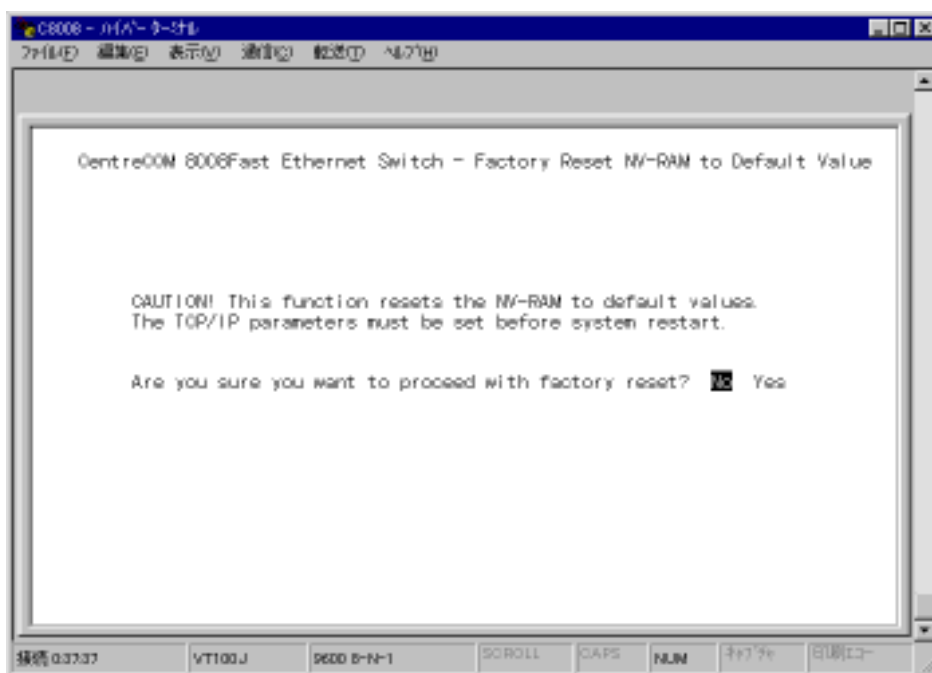 C8008 - ﾊｲﾊﾟｰ ﾀｰﾐﾅﾙ
ﾌｧｲﾙ(F) 編集(E) 表示(V) 通信(C) 転送(T) ﾍﾙﾌﾟ(H)
CentreCOM 8008Fast Ethernet Switch - Factory Reset NV-RAM to Default Value
CAUTION! This function resets the NV-RAM to default values.
The TCP/IP parameters must be set before system restart.
Are you sure you want to proceed with factory reset? No Yes
接続 0:37:37 VT100J 9600 8-N-1 SCROLL CAPS NUM ｷｬﾌﾟﾁｬ 印刷ｴｺｰ